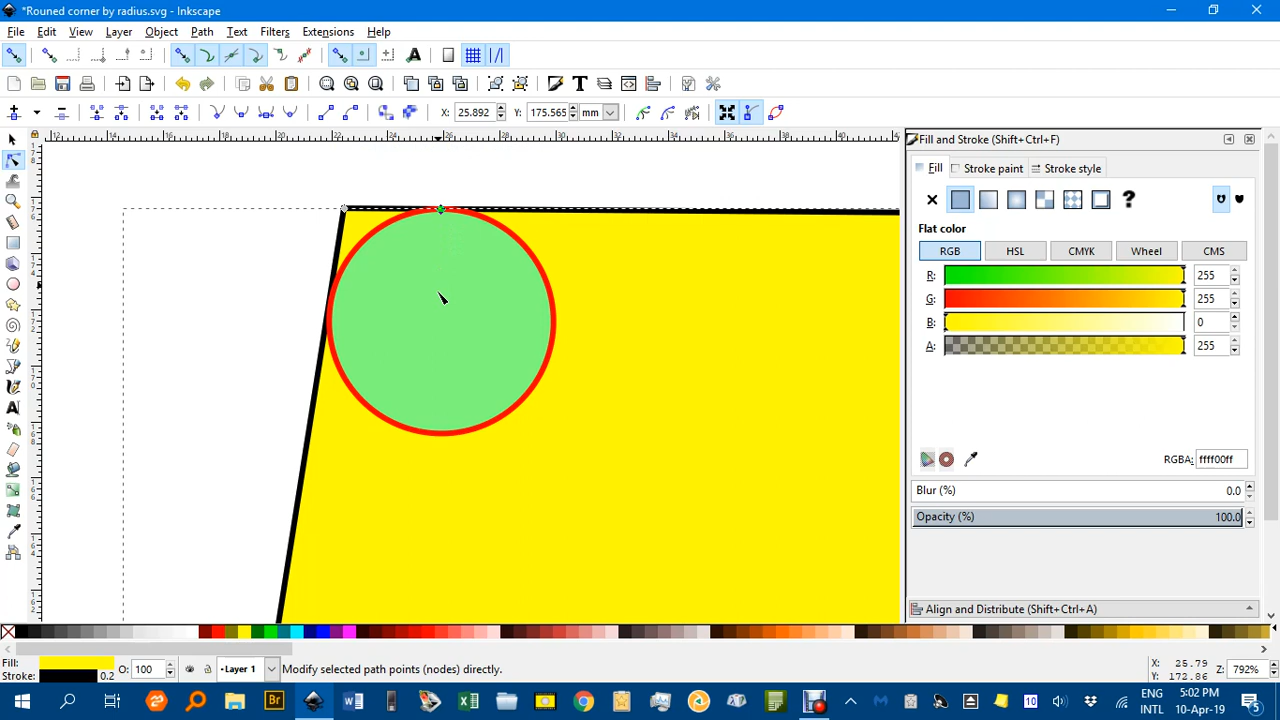 *Rouned corner by radius.svg - Inkscape
File Edit View Layer Object Path Text Filters Extensions Help
X: 25.892 Y: 175.565 mm
Fill and Stroke (Shift+Ctrl+F)
Fill Stroke paint Stroke style
Flat color
RGB HSL CMYK Wheel CMS
R: 255
G: 255
B: 0
A: 255
RGBA: ffff00ff
Blur (%) 0.0
Opacity (%) 100.0
Align and Distribute (Shift+Ctrl+A)
Fill:
Stroke: 0.2
O: 100
Layer 1
Modify selected path points (nodes) directly.
X: 25.79
Y: 172.86
Z: 792%
ENG
INTL
5:02 PM
10-Apr-19